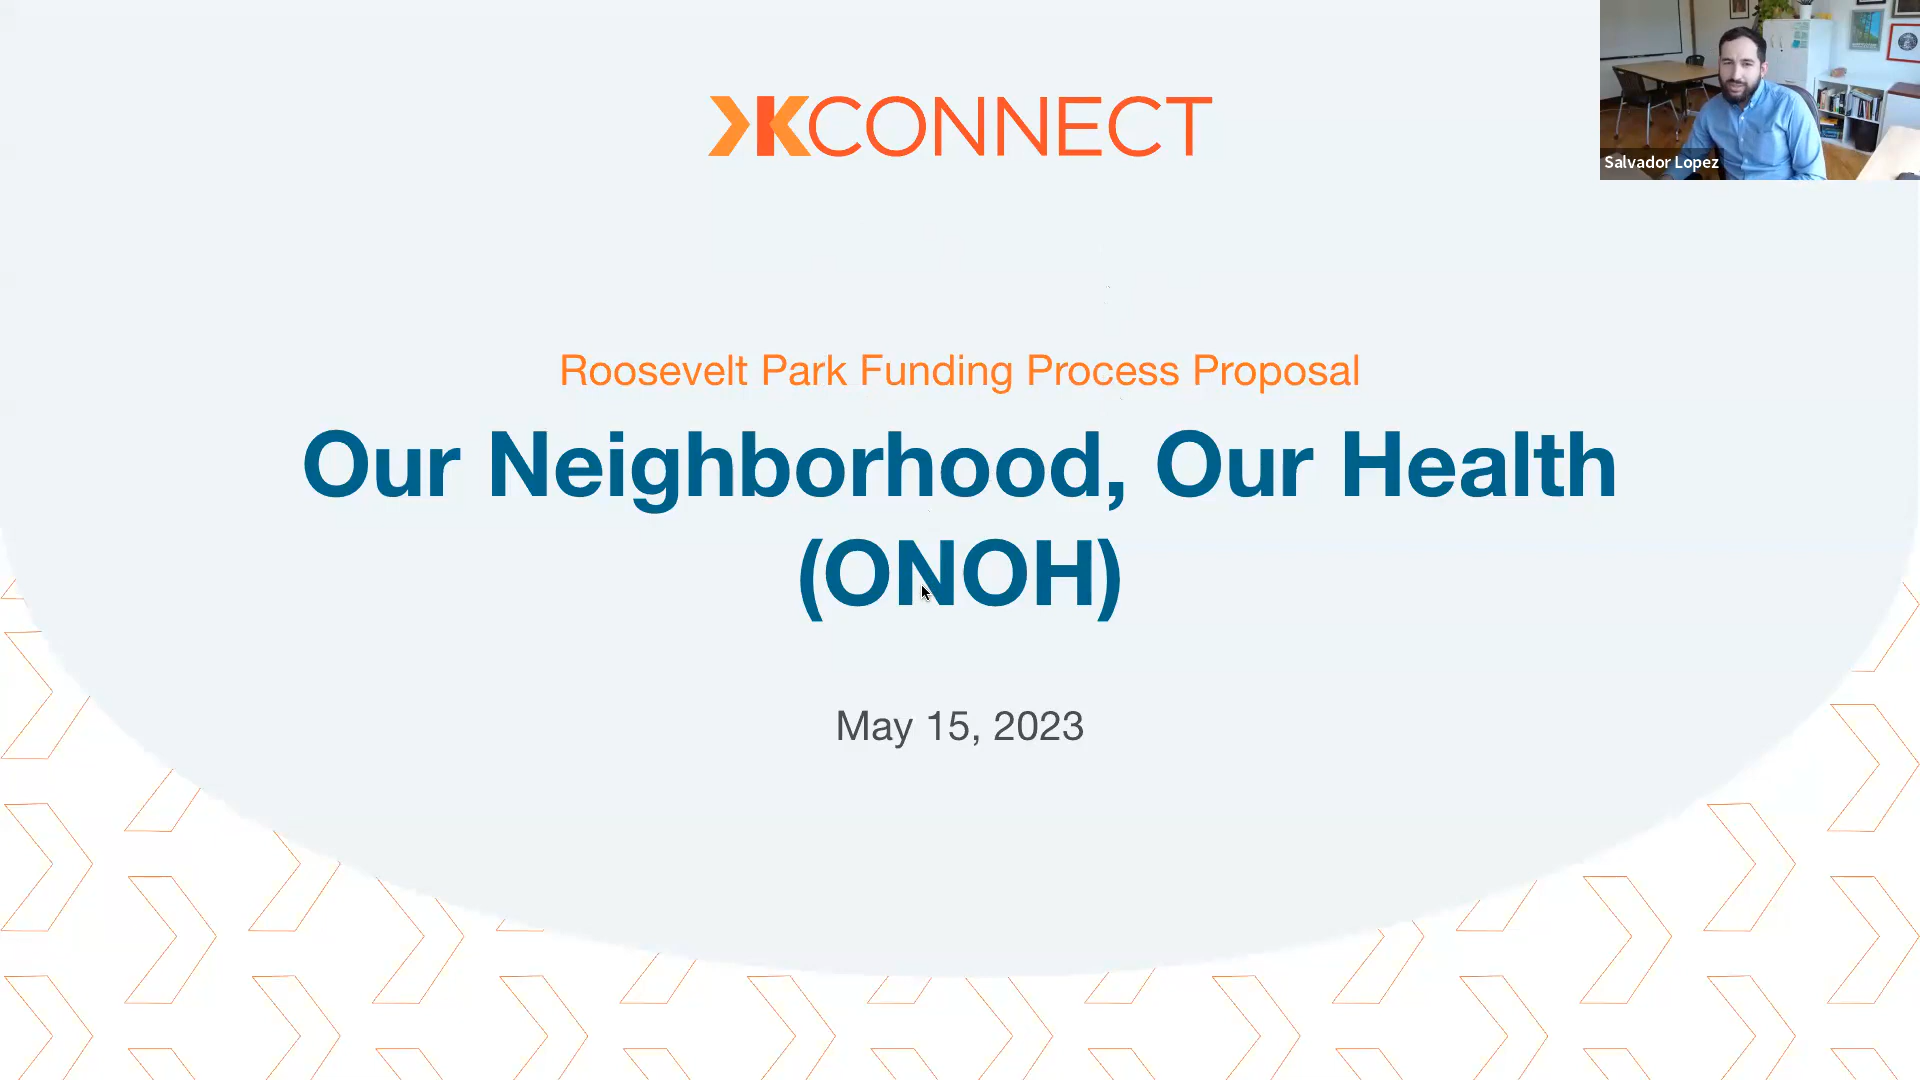 KCONNECT
Salvador Lopez
Roosevelt Park Funding Process Proposal
Our Neighborhood, Our Health
(ONOH)
May 15, 2023